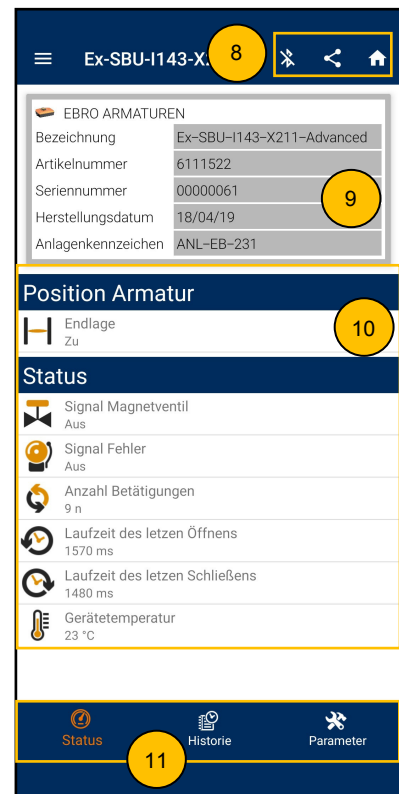 Ex-SBU-I143-X2
8
EBRO ARMATUREN
Bezeichnung Ex-SBU-I143-X211-Advanced
Artikelnummer 6111522
Seriennummer 00000061
9
Herstellungsdatum 18/04/19
Anlagenkennzeichen ANL-EB-231
Position Armatur
Endlage
Zu
10
Status
Signal Magnetventil
Aus
Signal Fehler
Aus
Anzahl Betätigungen
9 n
Laufzeit des letzen Öffnens
1570 ms
Laufzeit des letzen Schließens
1480 ms
Gerätetemperatur
23 °C
Status Historie Parameter
11